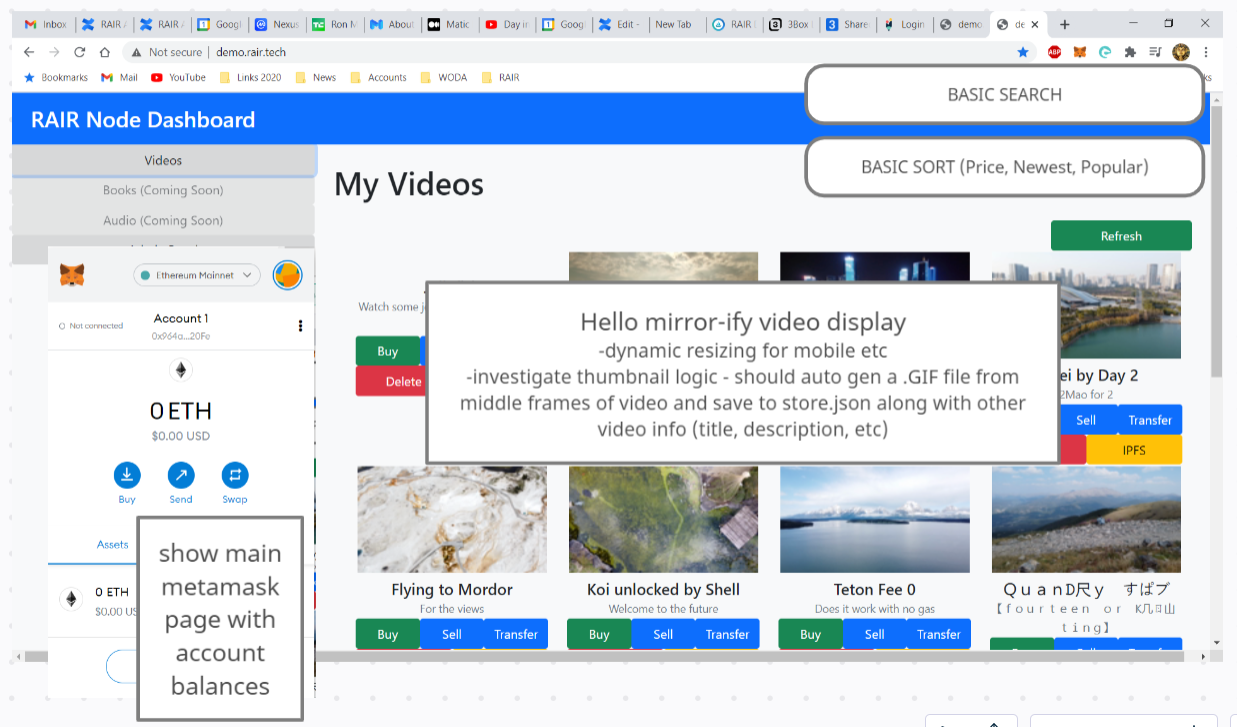 Inbox
RAIR
RAIR
Googl
Nexus
Ron M
About
Matic
Day in
Goog
Edit -
New Tab
RAIR
3Box
Share
Login
demo
de
Not secure | demo.rair.tech
Bookmarks Mail YouTube Links 2020 News Accounts WODA RAIR
BASIC SEARCH
RAIR Node Dashboard
BASIC SORT (Price, Newest, Popular)
Videos
Books (Coming Soon)
Audio (Coming Soon)
My Videos
Refresh
Ethereum Mainnet
Not connected
Account 1
0x964a...20Fe
0 ETH
$0.00 USD
Buy Send Swap
Assets
0 ETH
$0.00 US
show main
metamask
page with
account
balances
Watch some
Buy
Delete
Hello mirror-ify video display
-dynamic resizing for mobile etc
-investigate thumbnail logic - should auto gen a .GIF file from
middle frames of video and save to store.json along with other
video info (title, description, etc)
ei by Day 2
2Mao for 2
Sell Transfer
IPFS
Flying to Mordor
For the views
Buy Sell Transfer
Koi unlocked by Shell
Welcome to the future
Buy Sell Transfer
Teton Fee 0
Does it work with no gas
Buy Sell Transfer
ＱｕａｎＤ尺ｙ すぱプ
【ｆｏｕｒｔｅｅｎ ｏｒ
ｔｉｎｇ】